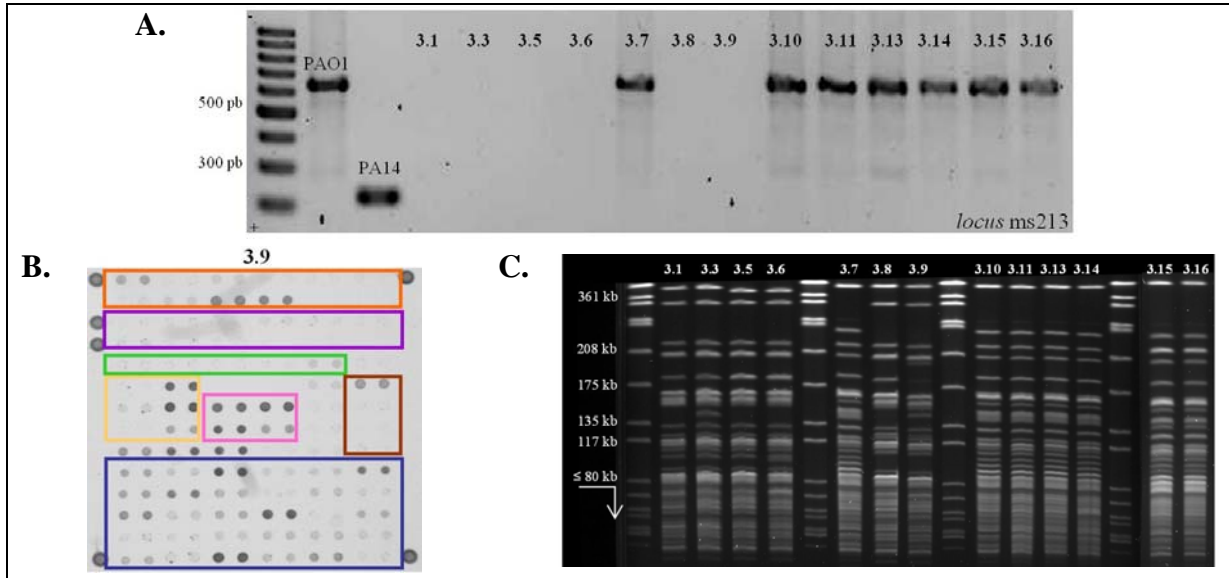 A.
3.1 3.3 3.5 3.6 3.7 3.8 3.9 3.10 3.11 3.13 3.14 3.15 3.16
PAO1
500 pb
300 pb
PA14
locus ms213
B.
3.9
C.
3.1 3.3 3.5 3.6 3.7 3.8 3.9 3.10 3.11 3.13 3.14 3.15 3.16
361 kb
208 kb
175 kb
135 kb
117 kb
≤ 80 kb